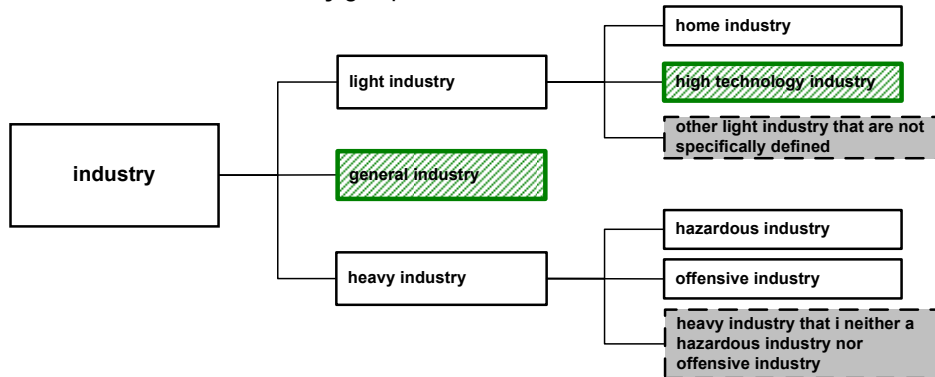 home industry
light industry
high technology industry
other light industry that are not
specifically defined
industry
general industry
hazardous industry
heavy industry
offensive industry
heavy industry that i neither a
hazardous industry nor
offensive industry